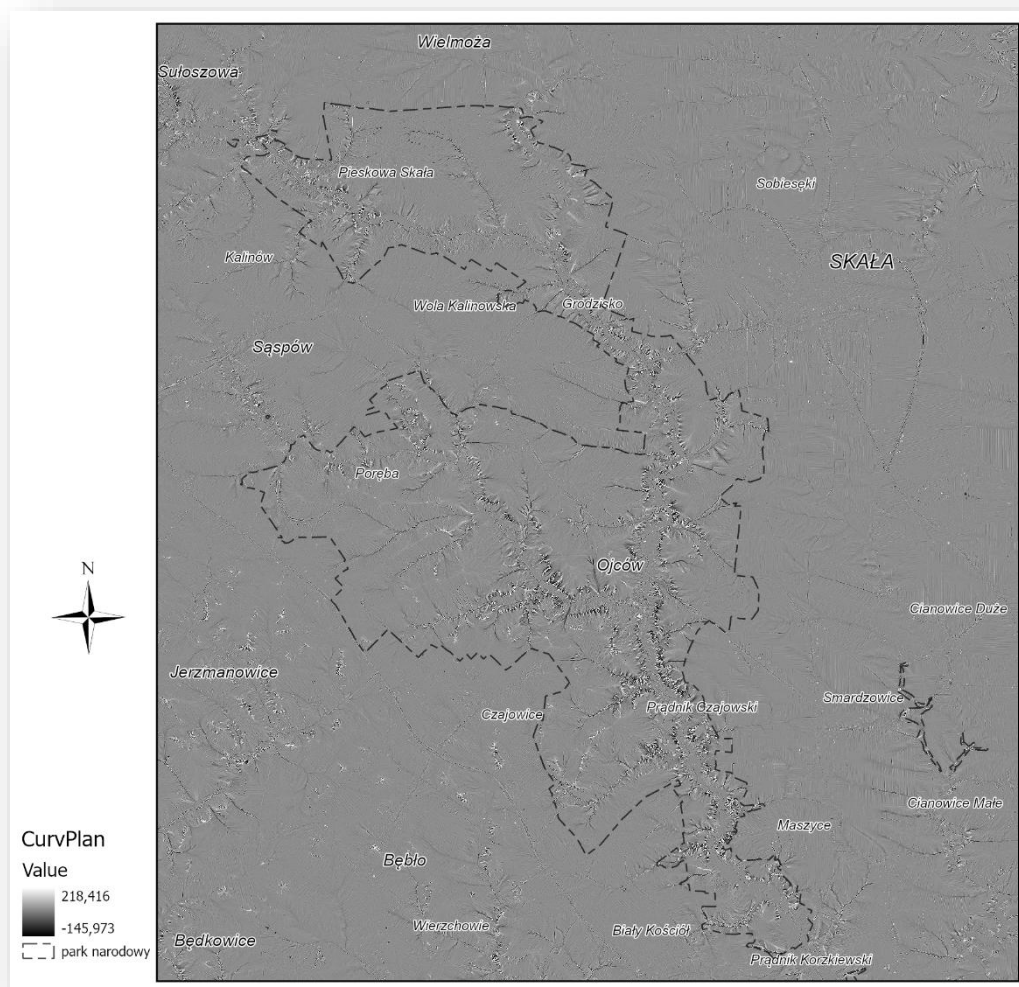 Wielmoża
Sułoszowa
Pieskowa Skała
Sobiesęki
Kalinów
SKAŁA
Wola Kalinowska
Grodzisko
Sąspów
Poręba
N
Ojców
Cianowice Duże
Jerzmanowice
Smardzowice
Czajowice
Prądnik Czajowski
Cianowice Małe
Maszyce
CurvPlan
Value
218,416
-145,973
park narodowy
Bębło
Wierzchowie
Biały Kościół
Będkowice
Prądnik Korzkiewski